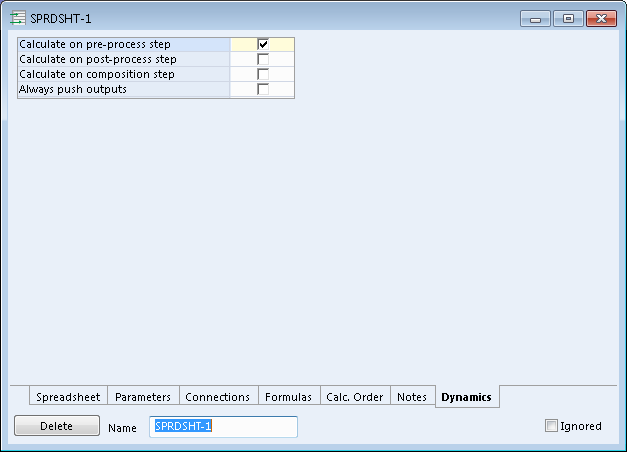 SPRDSHT-1
Calculate on pre-process step
Calculate on post-process step
Calculate on composition step
Always push outputs
Spreadsheet Parameters Connections Formulas Calc. Order Notes Dynamics
Delete Name SPRDSHT-1 Ignored